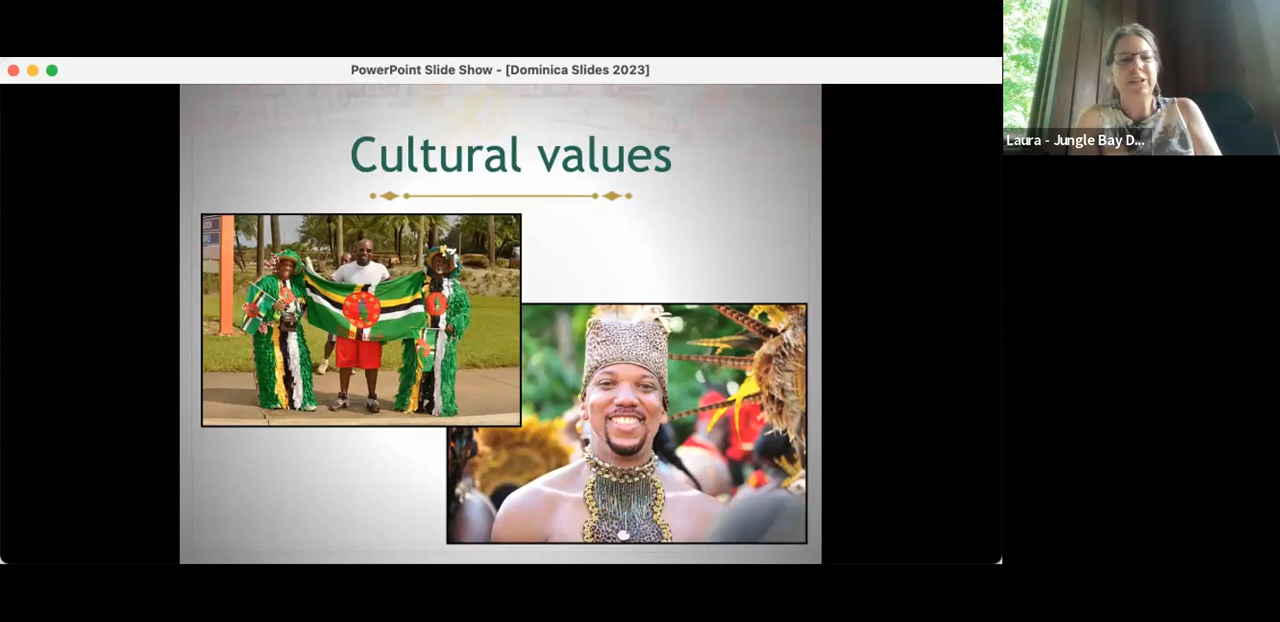 PowerPoint Slide Show - [Dominica Slides 2023]
Cultural values
Laura - Jungle Bay D...